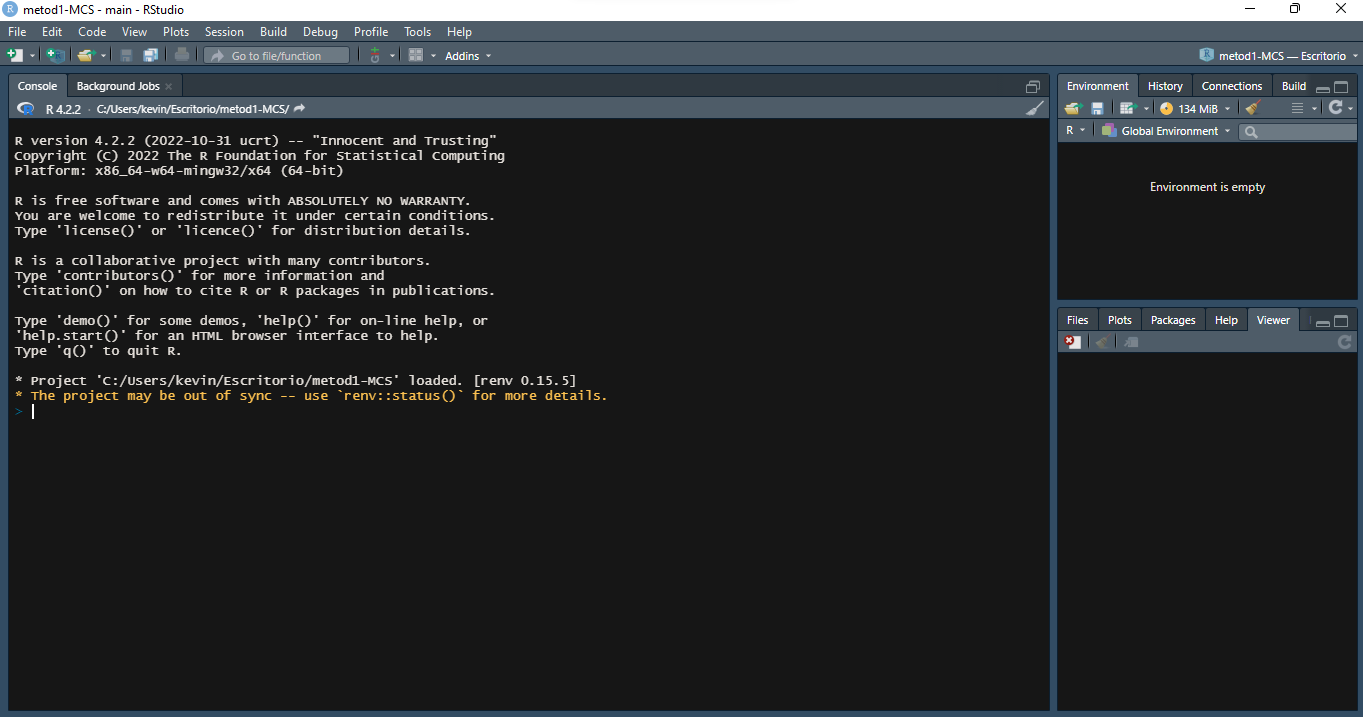 metod1-MCS - main - RStudio
File Edit Code View Plots Session Build Debug Profile Tools Help
Go to file/function Addins metod1-MCS — Escritorio
Console Background Jobs
R 4.2.2 · C:/Users/kevin/Escritorio/metod1-MCS/
R version 4.2.2 (2022-10-31 ucrt) -- "Innocent and Trusting"
Copyright (C) 2022 The R Foundation for Statistical Computing
Platform: x86_64-w64-mingw32/x64 (64-bit)
R is free software and comes with ABSOLUTELY NO WARRANTY.
You are welcome to redistribute it under certain conditions.
Type 'license()' or 'licence()' for distribution details.
R is a collaborative project with many contributors.
Type 'contributors()' for more information and
'citation()' on how to cite R or R packages in publications.
Type 'demo()' for some demos, 'help()' for on-line help, or
'help.start()' for an HTML browser interface to help.
Type 'q()' to quit R.
* Project 'C:/Users/kevin/Escritorio/metod1-MCS' loaded. [renv 0.15.5]
* The project may be out of sync -- use `renv::status()` for more details.
>
Environment History Connections Build
134 MiB
R Global Environment
Environment is empty
Files Plots Packages Help Viewer